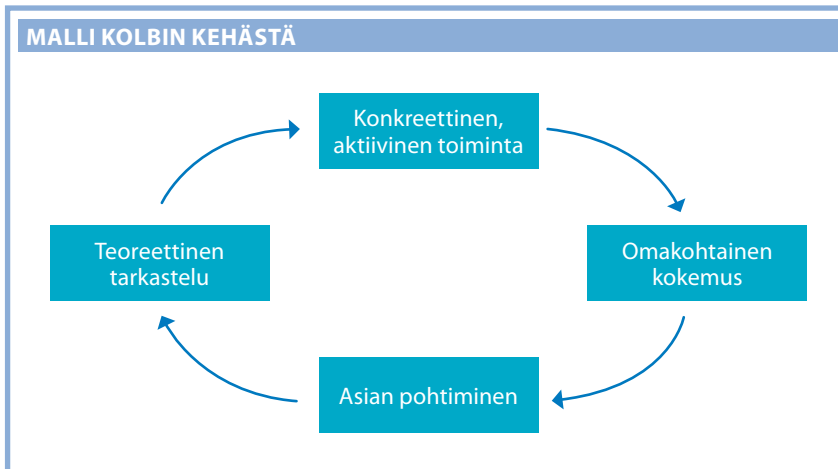 MALLI KOLBIN KEHÄSTÄ
Konkreettinen,
aktiivinen toiminta
Teoreettinen
tarkastelu
Omakohtainen
kokemus
Asian pohtiminen